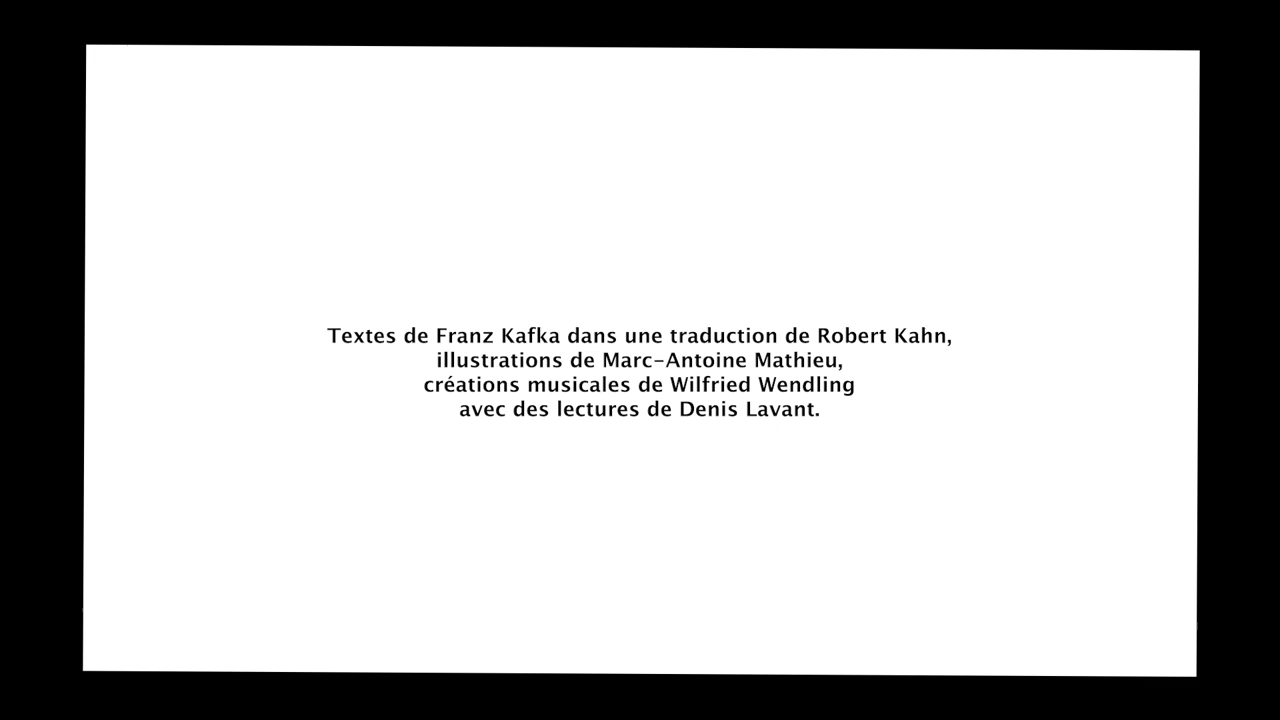 Textes de Franz Kafka dans une traduction de Robert Kahn,
illustrations de Marc-Antoine Mathieu,
créations musicales de Wilfried Wendling
avec des lectures de Denis Lavant.